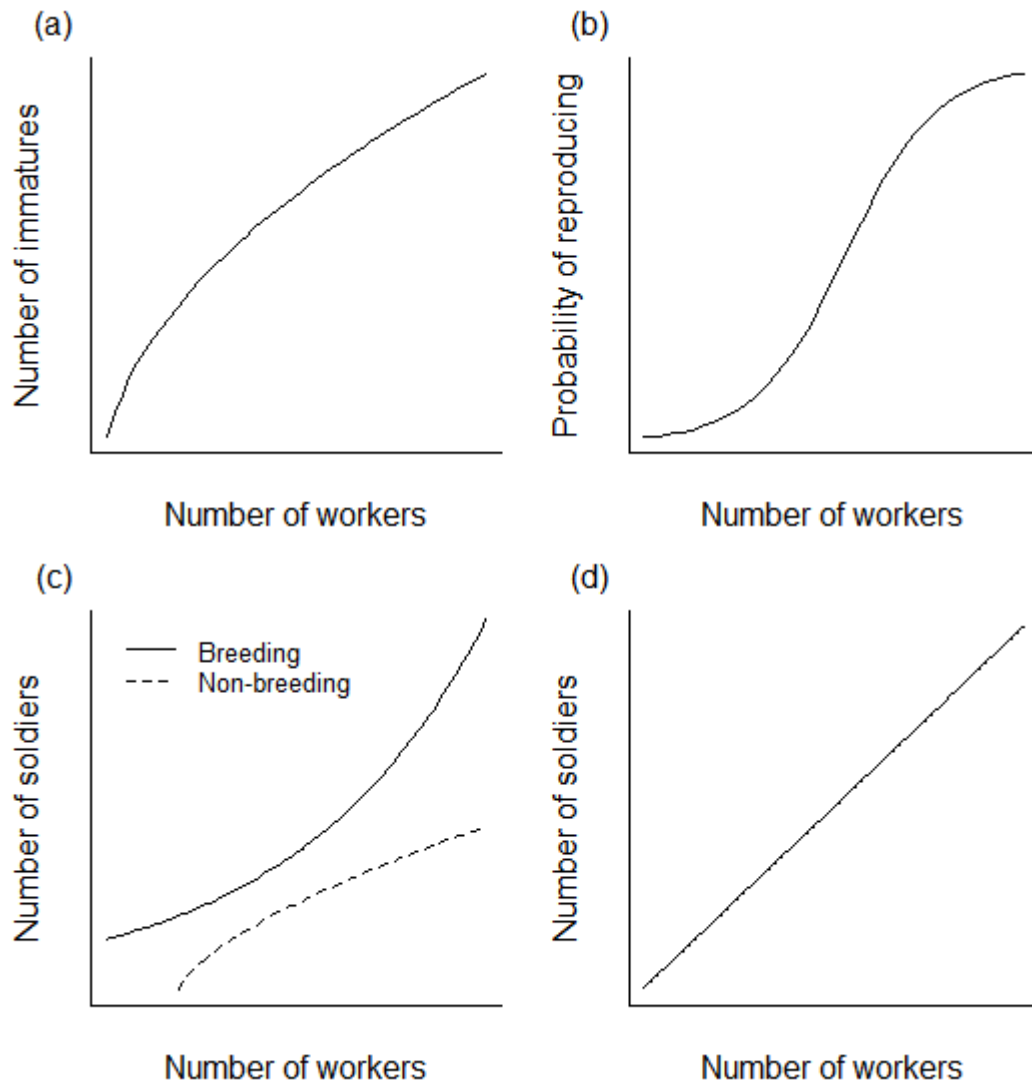 (a)
Number of immatures
Number of workers
(b)
Probability of reproducing
Number of workers
(c)
Number of soldiers
Breeding
Non-breeding
Number of workers
(d)
Number of soldiers
Number of workers